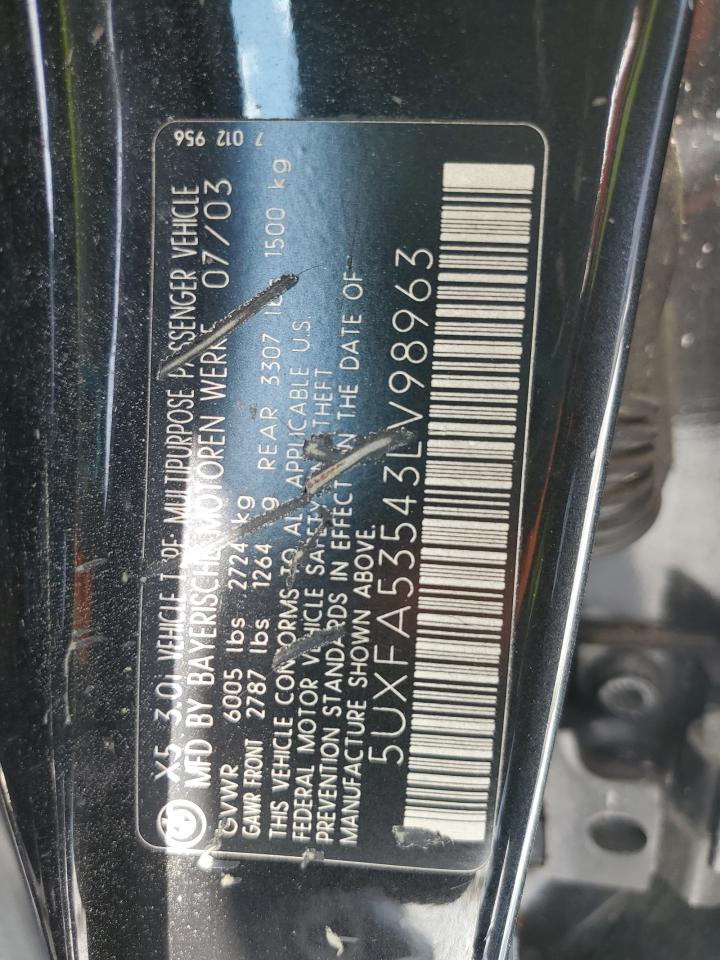 X5 3.0i VEHICLE TYPE: MULTIPURPOSE PASSENGER VEHICLE
MFD BY BAYERISCHE MOTOREN WERKE 07/03
GVWR 6005 lbs 2724 kg
GAWR FRONT 2787 lbs 1264 kg REAR 3307 lbs 1500 kg
THIS VEHICLE CONFORMS TO ALL APPLICABLE U.S.
FEDERAL MOTOR VEHICLE SAFETY AND THEFT
PREVENTION STANDARDS IN EFFECT ON THE DATE OF
MANUFACTURE SHOWN ABOVE.
5UXFA53543LV98963
7 012 956